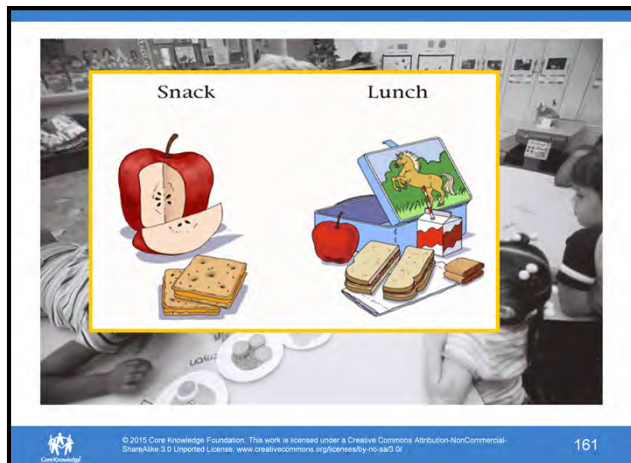 Snack
Lunch
© 2015 Core Knowledge Foundation. This work is licensed under a Creative Commons Attribution-NonCommercial-
ShareAlike 3.0 Unported License. www.creativecommons.org/licenses/by-nc-sa/3.0/
161
CoreKnowledge